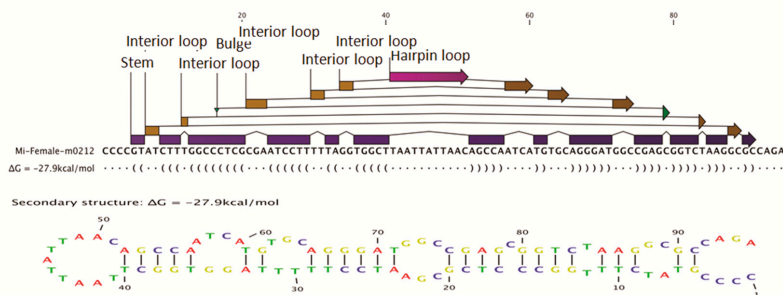 20 40 60 80
Interior loop
Interior loop Bulge Interior loop
Stem Interior loop Interior loop Hairpin loop
Mi-Female-m0212 CCCCGTATCTTTGGCCCTCGCGAATCCTTTTTAGGTGGCTTAATTATTAACAGCCAATCATGTGCAGGGATGGCCGAGCGGTCTAAGGCGCCAGA
ΔG = -27.9kcal/mol
Secondary structure: ΔG = -27.9kcal/mol
50 60 70 80 90
40 30 20 10